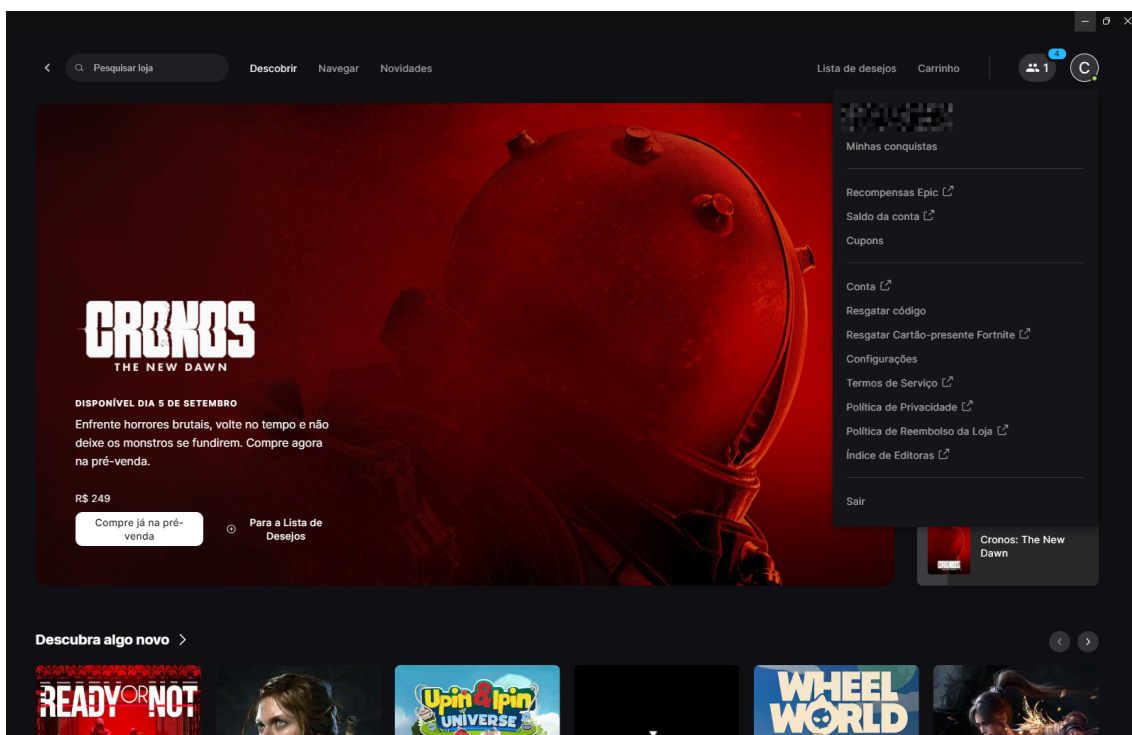 Pesquisar loja
Descobrir
Navegar
Novidades
Lista de desejos
Carrinho
4
1
C
Minhas conquistas
Recompensas Epic
Saldo da conta
Cupons
Conta
Resgatar código
Resgatar Cartão-presente Fortnite
Configurações
Termos de Serviço
Política de Privacidade
Política de Reembolso da Loja
Índice de Editoras
Sair
CRONOS
THE NEW DAWN
DISPONÍVEL DIA 5 DE SETEMBRO
Enfrente horrores brutais, volte no tempo e não
deixe os monstros se fundirem. Compre agora
na pré-venda.
R$ 249
Compre já na pré-
venda
Para a Lista de
Desejos
CRONOS
Cronos: The New
Dawn
Descubra algo novo
READY OR NOT
Upin & Ipin
UNIVERSE
WHEEL
WORLD